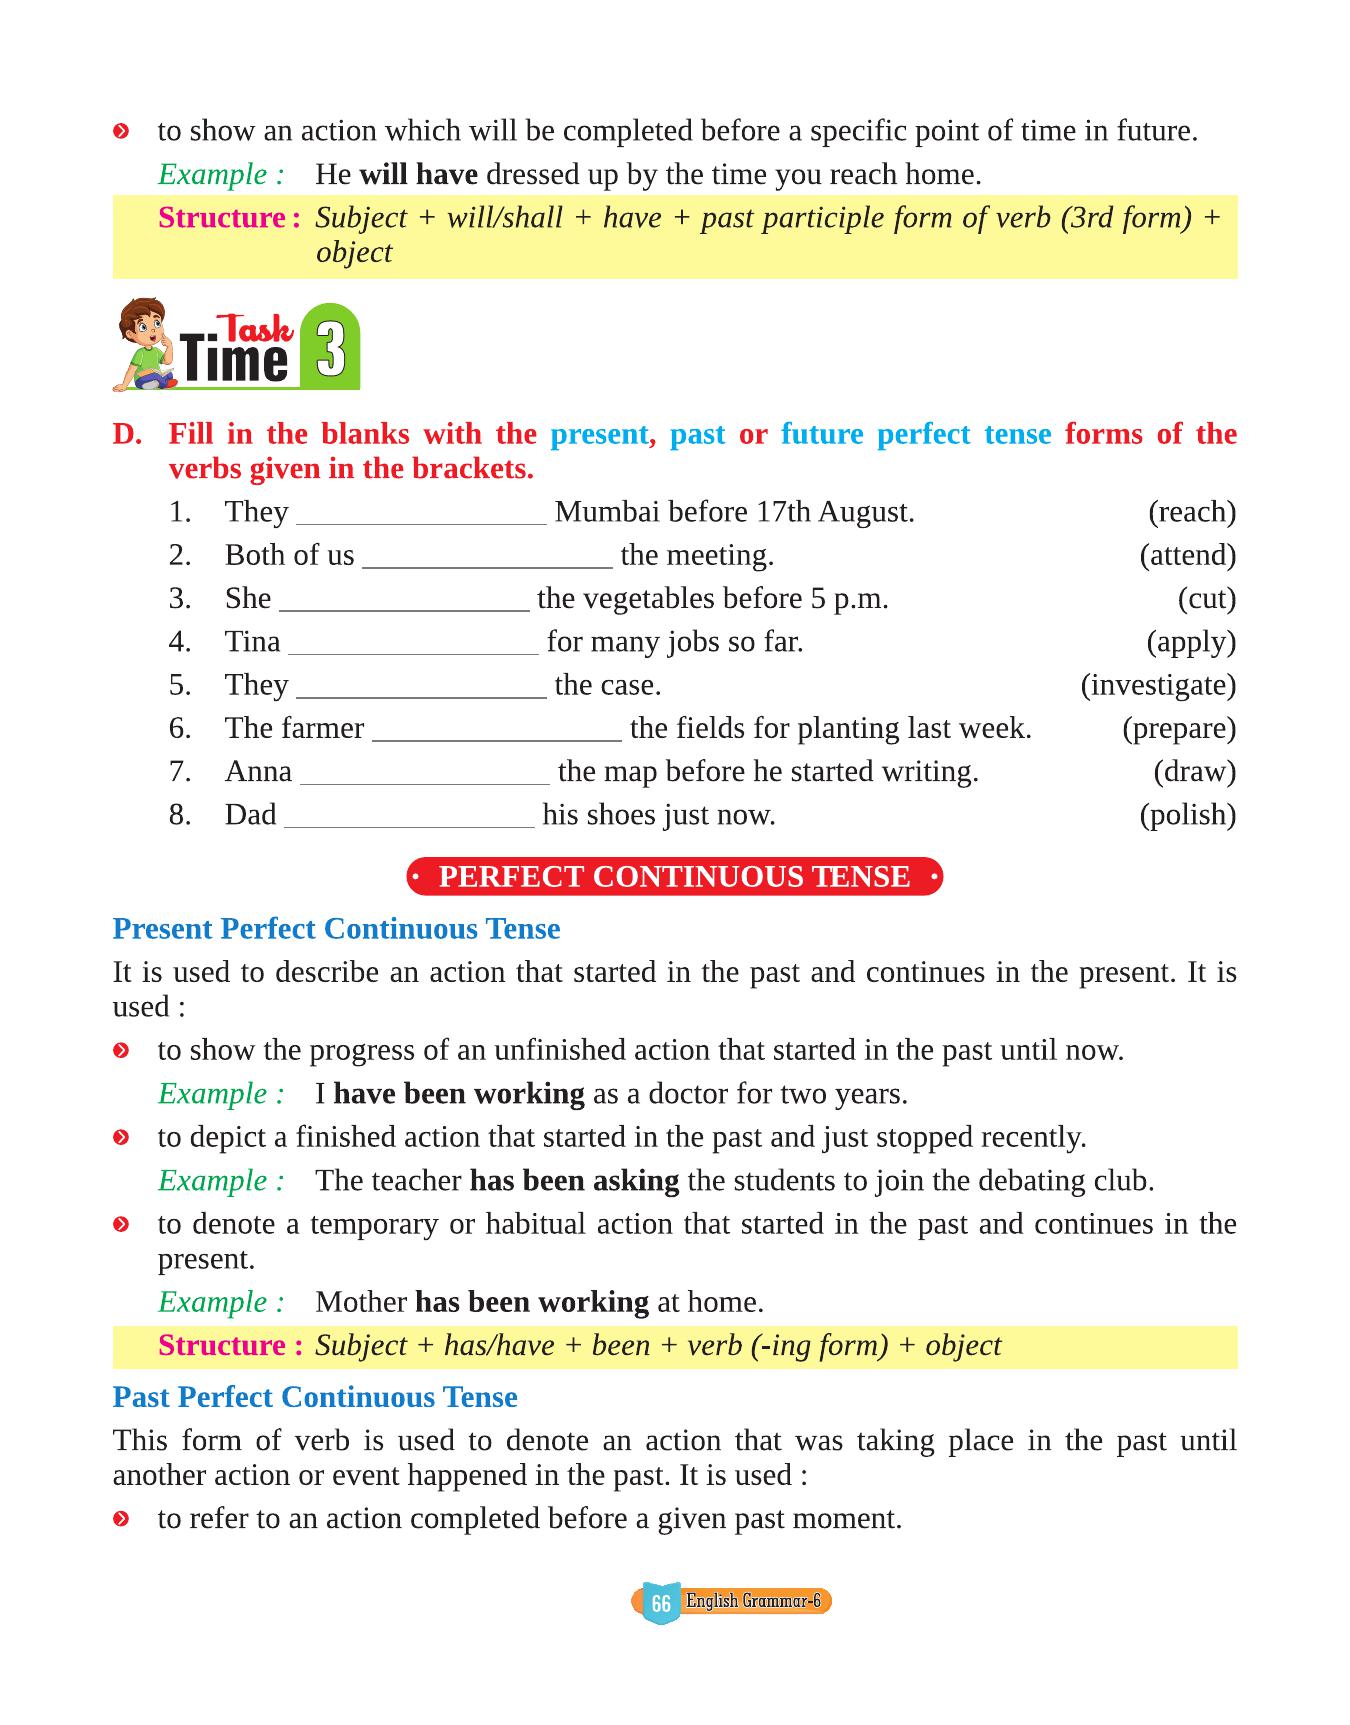 to show an action which will be completed before a specific point of time in future.
Example : He will have dressed up by the time you reach home.
Structure : Subject + will/shall + have + past participle form of verb (3rd form) +
object
Task
Time 3
D. Fill in the blanks with the present, past or future perfect tense forms of the
verbs given in the brackets.
1. They ________________ Mumbai before 17th August. (reach)
2. Both of us ________________ the meeting. (attend)
3. She ________________ the vegetables before 5 p.m. (cut)
4. Tina ________________ for many jobs so far. (apply)
5. They ________________ the case. (investigate)
6. The farmer ________________ the fields for planting last week. (prepare)
7. Anna ________________ the map before he started writing. (draw)
8. Dad ________________ his shoes just now. (polish)
• PERFECT CONTINUOUS TENSE •
Present Perfect Continuous Tense
It is used to describe an action that started in the past and continues in the present. It is
used :
to show the progress of an unfinished action that started in the past until now.
Example : I have been working as a doctor for two years.
to depict a finished action that started in the past and just stopped recently.
Example : The teacher has been asking the students to join the debating club.
to denote a temporary or habitual action that started in the past and continues in the
present.
Example : Mother has been working at home.
Structure : Subject + has/have + been + verb (-ing form) + object
Past Perfect Continuous Tense
This form of verb is used to denote an action that was taking place in the past until
another action or event happened in the past. It is used :
to refer to an action completed before a given past moment.
66 English Grammar-6